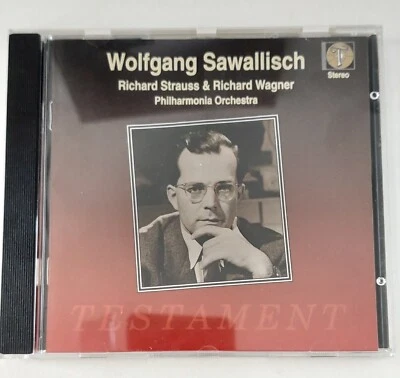 Wolfgang Sawallisch
Richard Strauss & Richard Wagner
Philharmonia Orchestra
T
Stereo
TESTAMENT